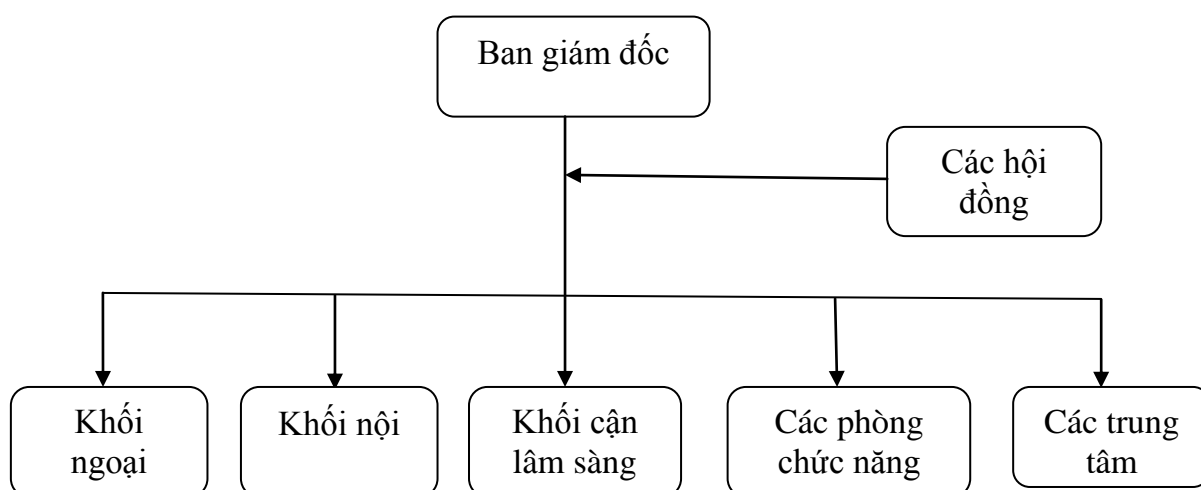 Ban giám đốc
Các hội
đồng
Khối
ngoại
Khối nội
Khối cận
lâm sàng
Các phòng
chức năng
Các trung
tâm